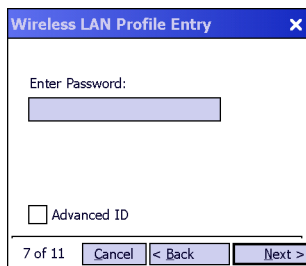 Wireless LAN Profile Entry
Enter Password:
Advanced ID
7 of 11 Cancel < Back Next >